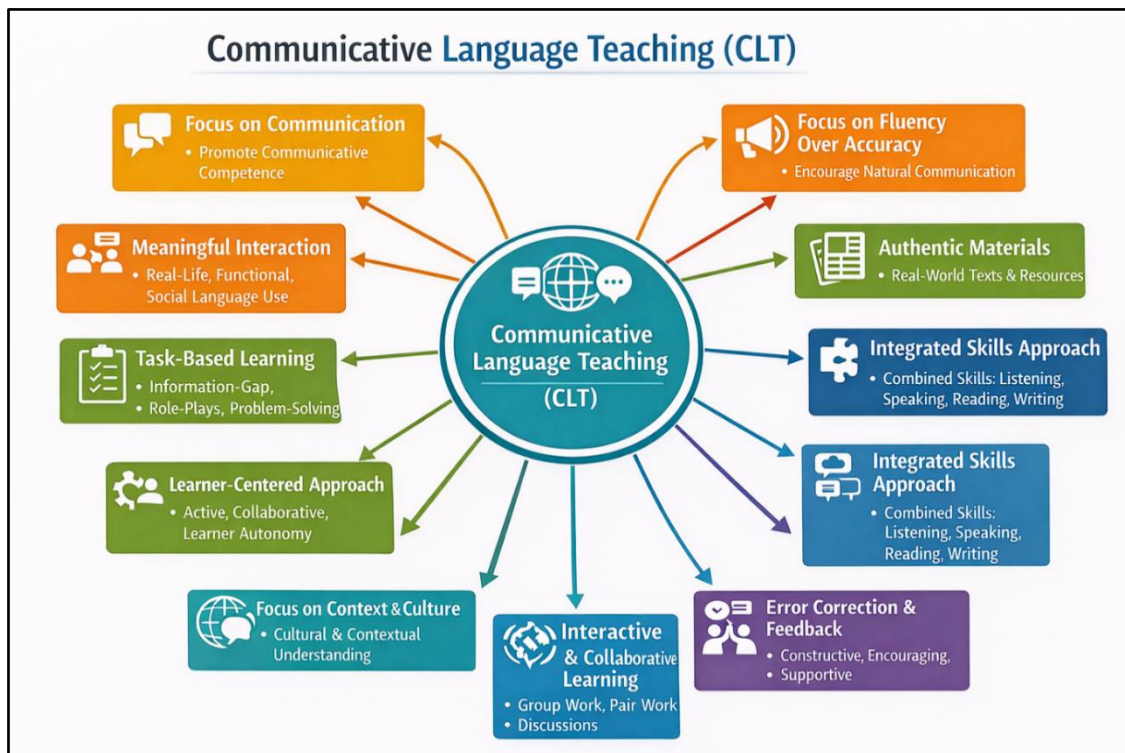 Communicative Language Teaching (CLT)
Focus on Communication
• Promote Communicative
Competence
Meaningful Interaction
• Real-Life, Functional,
Social Language Use
Task-Based Learning
• Information-Gap,
• Role-Plays, Problem-Solving
Learner-Centered Approach
• Active, Collaborative,
Learner Autonomy
Focus on Context & Culture
• Cultural & Contextual
Understanding
Communicative
Language Teaching
(CLT)
Interactive
& Collaborative
Learning
• Group Work, Pair Work
• Discussions
Focus on Fluency
Over Accuracy
• Encourage Natural Communication
Authentic Materials
• Real-World Texts & Resources
Integrated Skills Approach
• Combined Skills: Listening,
Speaking, Reading, Writing
Integrated Skills
Approach
• Combined Skills:
Listening, Speaking,
Reading, Writing
Error Correction &
Feedback
• Constructive, Encouraging,
• Supportive